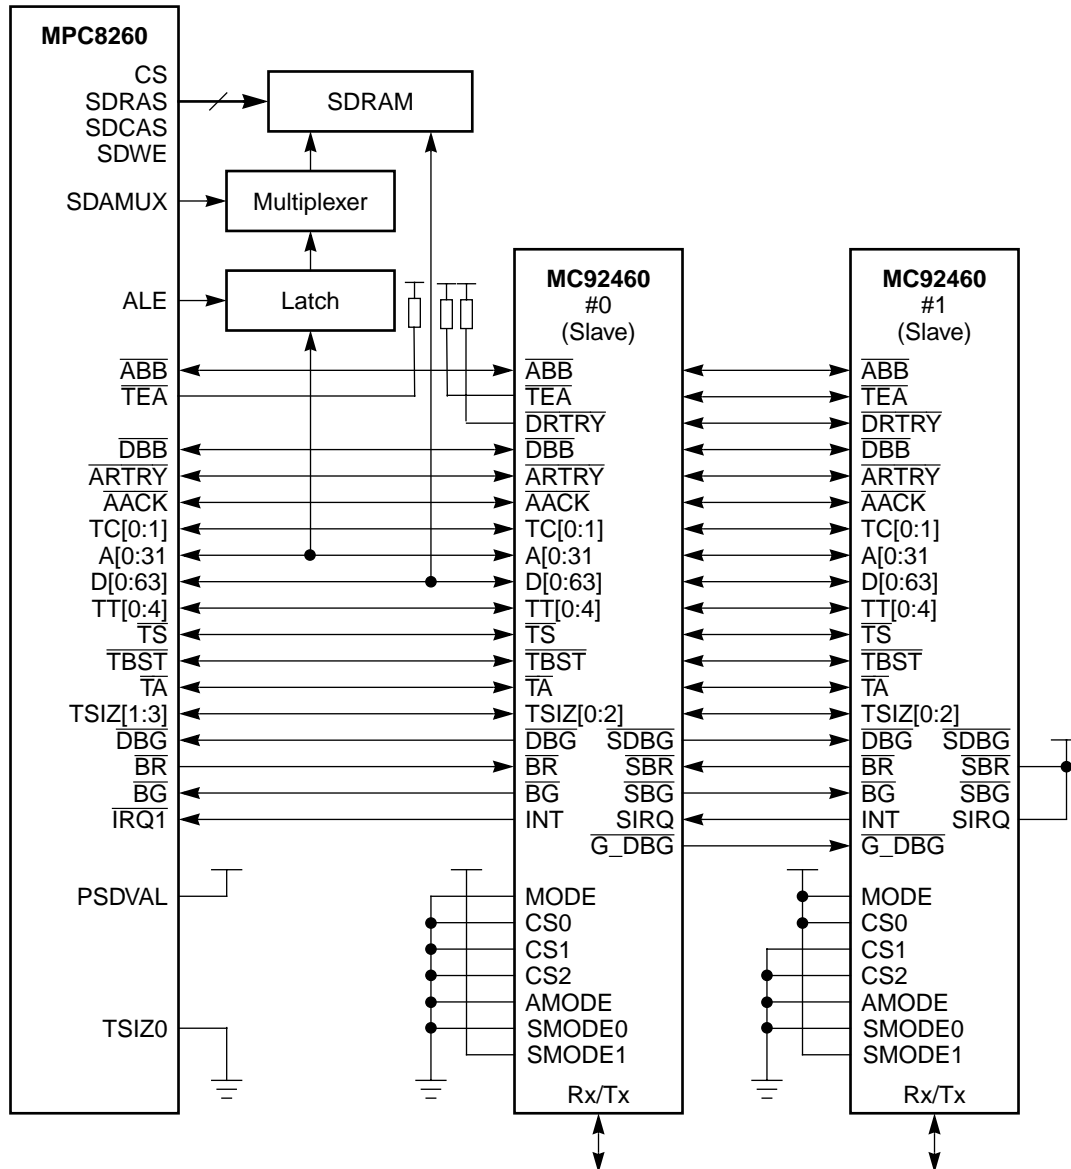 MPC8260
CS
SDRAS
SDCAS
SDWE
SDAMUX
ALE
ABB
TEA
DBB
ARTRY
AACK
TC[0:1]
A[0:31
D[0:63]
TT[0:4]
TS
TBST
TA
TSIZ[1:3]
DBG
BR
BG
IRQ1
PSDVAL
TSIZ0
SDRAM
Multiplexer
Latch
MC92460
#0
(Slave)
ABB
TEA
DRTRY
DBB
ARTRY
AACK
TC[0:1]
A[0:31
D[0:63]
TT[0:4]
TS
TBST
TA
TSIZ[0:2]
DBG SDBG
BR SBR
BG SBG
INT SIRQ
G_DBG
MODE
CS0
CS1
CS2
AMODE
SMODE0
SMODE1
Rx/Tx
MC92460
#1
(Slave)
ABB
TEA
DRTRY
DBB
ARTRY
AACK
TC[0:1]
A[0:31
D[0:63]
TT[0:4]
TS
TBST
TA
TSIZ[0:2]
DBG SDBG
BR SBR
BG SBG
INT SIRQ
G_DBG
MODE
CS0
CS1
CS2
AMODE
SMODE0
SMODE1
Rx/Tx